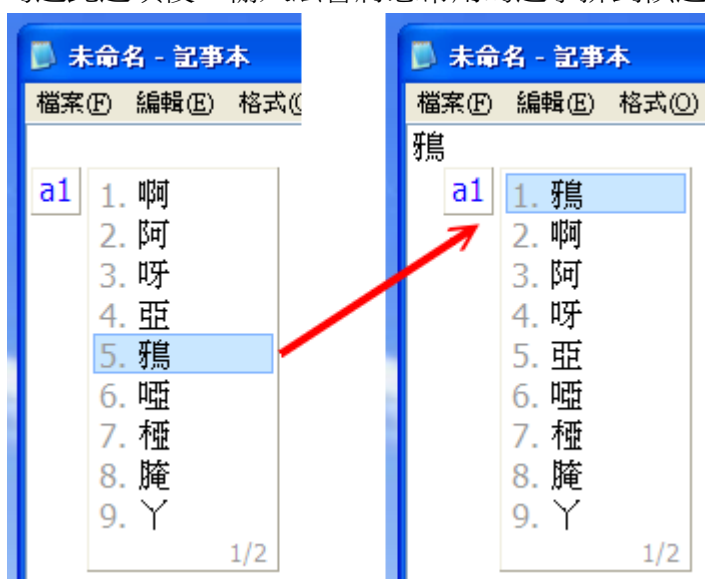 未命名 - 記事本
檔案(F) 編輯(E) 格式(
a1
1. 啊
2. 阿
3. 呀
4. 亞
5. 鴉
6. 啞
7. 椏
8. 腌
9. ㄚ
1/2
未命名 - 記事本
檔案(F) 編輯(E) 格式(O)
鴉
a1
1. 鴉
2. 啊
3. 阿
4. 呀
5. 亞
6. 啞
7. 椏
8. 腌
9. ㄚ
1/2